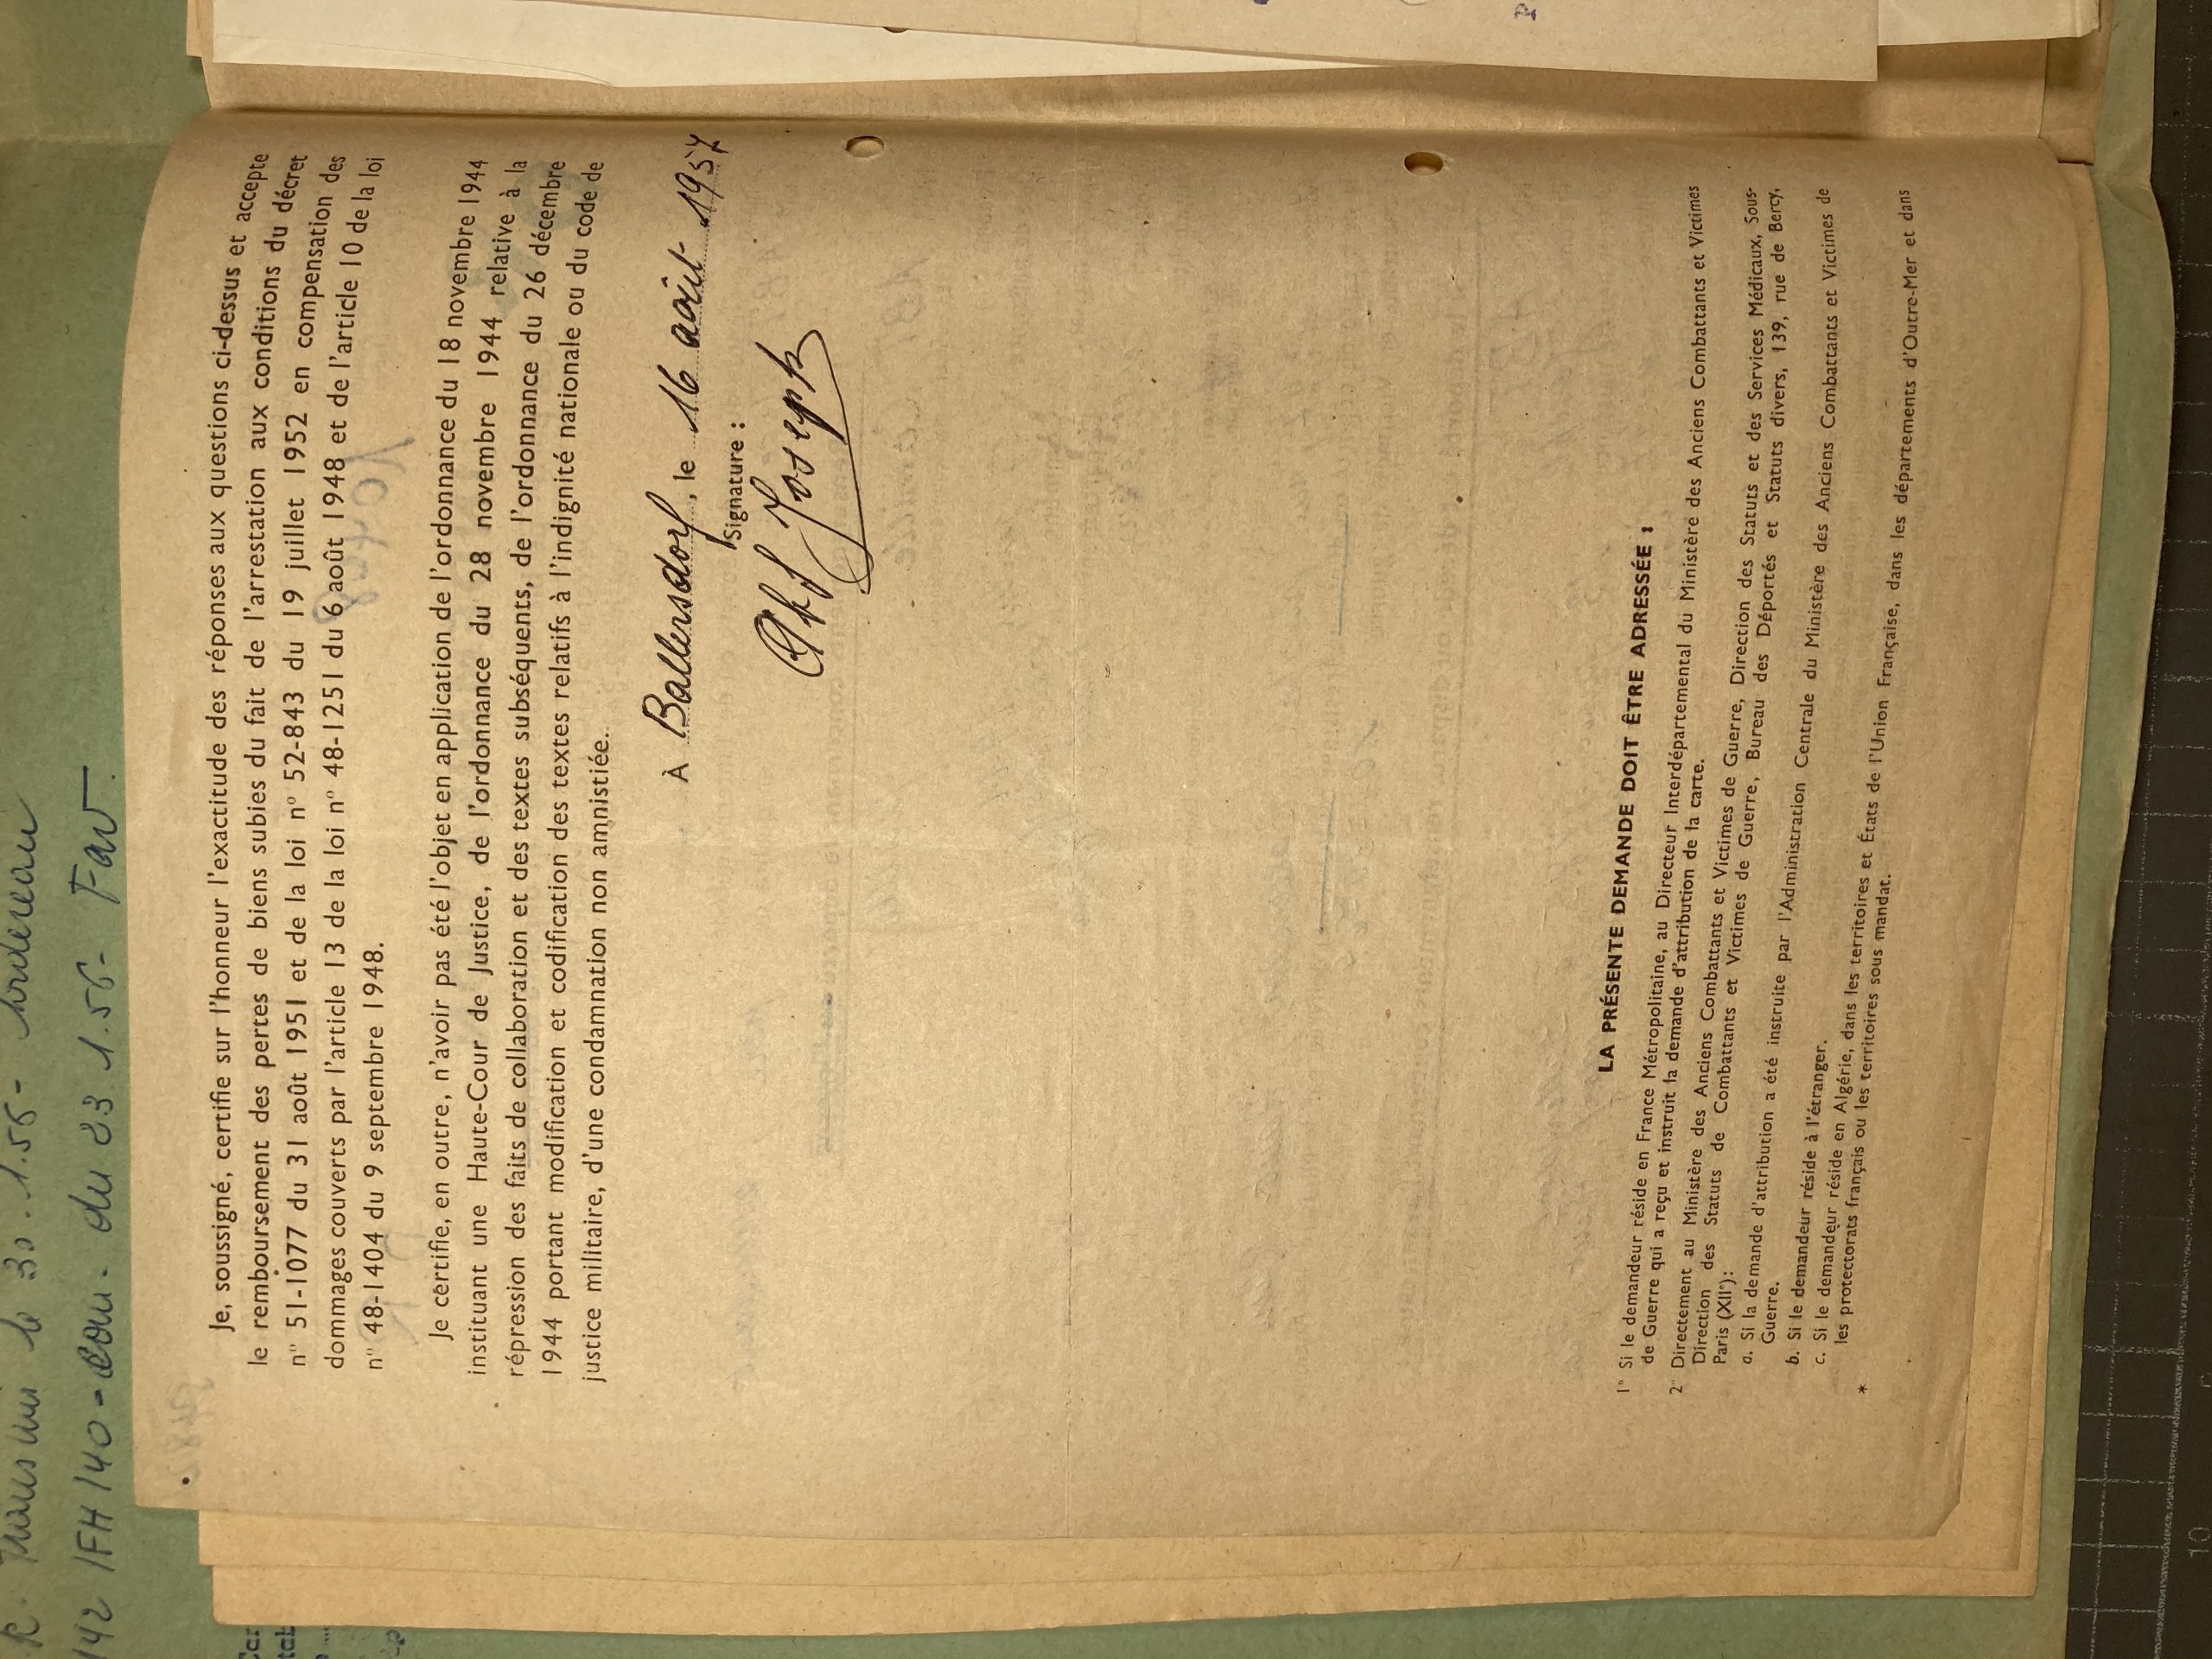 R. Transmis le 30.1.56- bordereau
142 IFH 140 - Com. du 23.1.56- Fav.
Je, soussigné, certifie sur l'honneur l'exactitude des réponses aux questions ci-dessus et accepte
le remboursement des pertes de biens subies du fait de l'arrestation aux conditions du décret
n° 51-1077 du 31 août 1951 et de la loi n° 52-843 du 19 juillet 1952 en compensation des
dommages couverts par l'article 13 de la loi n° 48-1251 du 6 août 1948 et de l'article 10 de la loi
n° 48-1404 du 9 septembre 1948.
Je certifie, en outre, n'avoir pas été l'objet en application de l'ordonnance du 18 novembre 1944
instituant une Haute-Cour de Justice, de l'ordonnance du 28 novembre 1944 relative à la
répression des faits de collaboration et des textes subséquents, de l'ordonnance du 26 décembre
1944 portant modification et codification des textes relatifs à l'indignité nationale ou du code de
justice militaire, d'une condamnation non amnistiée.
À Ballersdorf, le 16 août 1957
Signature :
Joseph
LA PRÉSENTE DEMANDE DOIT ÊTRE ADRESSÉE :
1° Si le demandeur réside en France Métropolitaine, au Directeur Interdépartemental du Ministère des Anciens Combattants et Victimes
de Guerre qui a reçu et instruit la demande d'attribution de la carte.
2° Directement au Ministère des Anciens Combattants et Victimes de Guerre, Direction des Statuts et des Services Médicaux, Sous-
Direction des Statuts de Combattants et Victimes de Guerre, Bureau des Déportés et Statuts divers, 139, rue de Bercy,
Paris (XIIe) :
a. Si la demande d'attribution a été instruite par l'Administration Centrale du Ministère des Anciens Combattants et Victimes de
Guerre.
b. Si le demandeur réside à l'étranger.
c. Si le demandeur réside en Algérie, dans les territoires et États de l'Union Française, dans les départements d'Outre-Mer et dans
les protectorats français ou les territoires sous mandat.
*
10